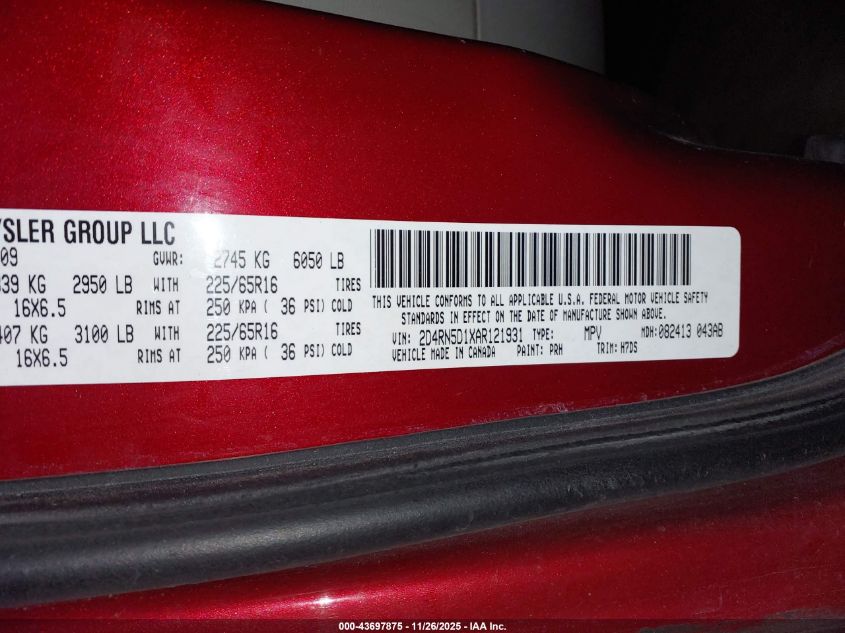 YSLER GROUP LLC
09 GVWR: 2745 KG 6050 LB
339 KG 2950 LB WITH 225/65R16 TIRES
16X6.5 RIMS AT 250 KPA ( 36 PSI) COLD
407 KG 3100 LB WITH 225/65R16 TIRES
16X6.5 RIMS AT 250 KPA ( 36 PSI) COLD
THIS VEHICLE CONFORMS TO ALL APPLICABLE U.S.A. FEDERAL MOTOR VEHICLE SAFETY
STANDARDS IN EFFECT ON THE DATE OF MANUFACTURE SHOWN ABOVE.
VIN: 2D4RN5D1XAR121931 TYPE: MPV MDH: 082413 043AB
VEHICLE MADE IN CANADA PAINT: PRH TRIM: H7DS
000-43697875 | 11/26/2025 - IAA Inc.